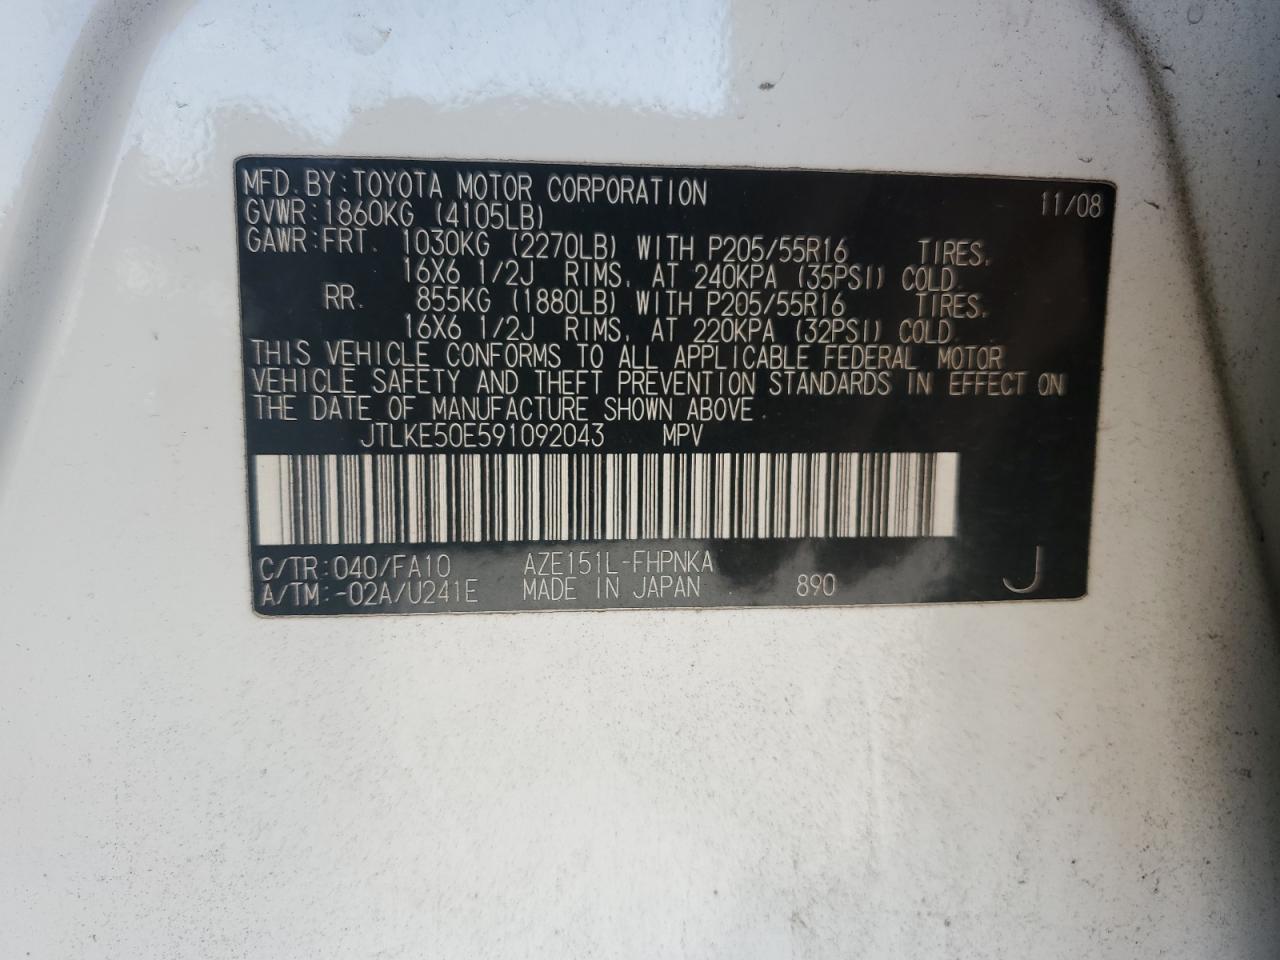 MFD. BY: TOYOTA MOTOR CORPORATION 11/08
GVWR: 1860KG (4105LB)
GAWR: FRT. 1030KG (2270LB) WITH P205/55R16 TIRES,
16X6 1/2J RIMS, AT 240KPA (35PSI) COLD.
RR. 855KG (1880LB) WITH P205/55R16 TIRES,
16X6 1/2J RIMS, AT 220KPA (32PSI) COLD.
THIS VEHICLE CONFORMS TO ALL APPLICABLE FEDERAL MOTOR
VEHICLE SAFETY AND THEFT PREVENTION STANDARDS IN EFFECT ON
THE DATE OF MANUFACTURE SHOWN ABOVE.
JTLKE50E591092043 MPV
C/TR: 040/FA10 AZE151L-FHPNKA
A/TM: -02A/U241E MADE IN JAPAN 890 J